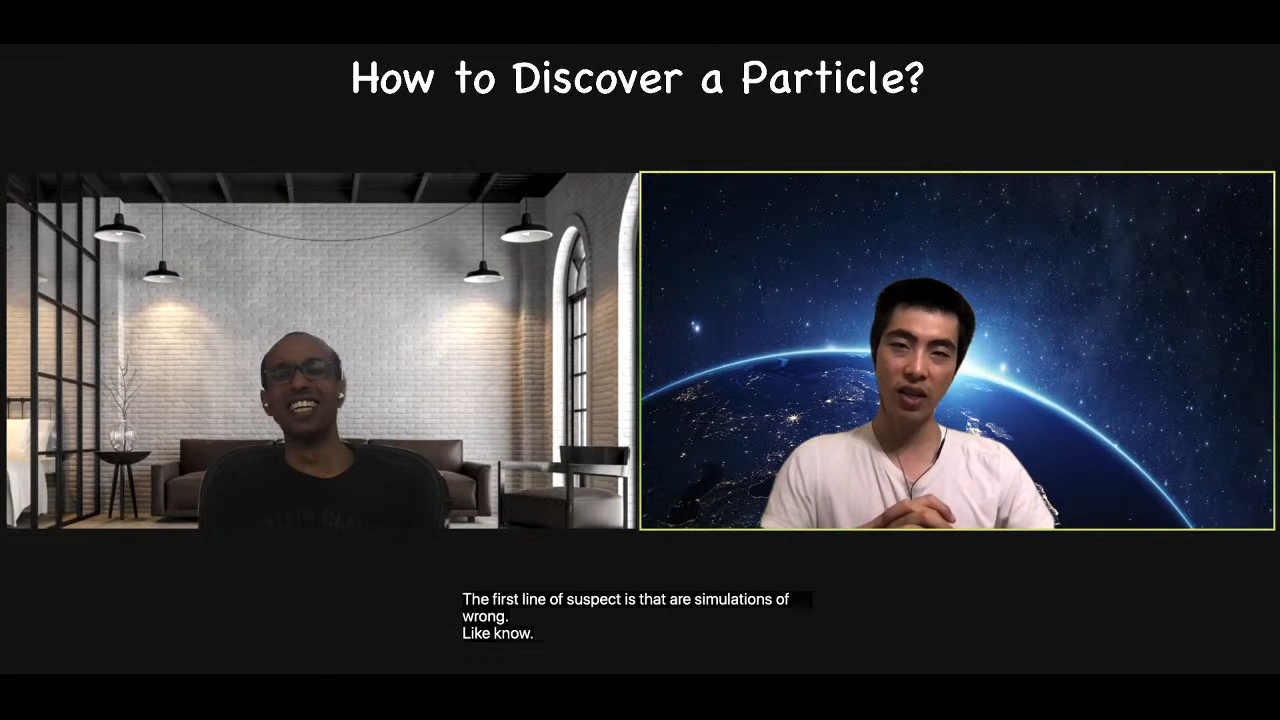 How to Discover a Particle?
The first line of suspect is that are simulations of
wrong.
Like know.